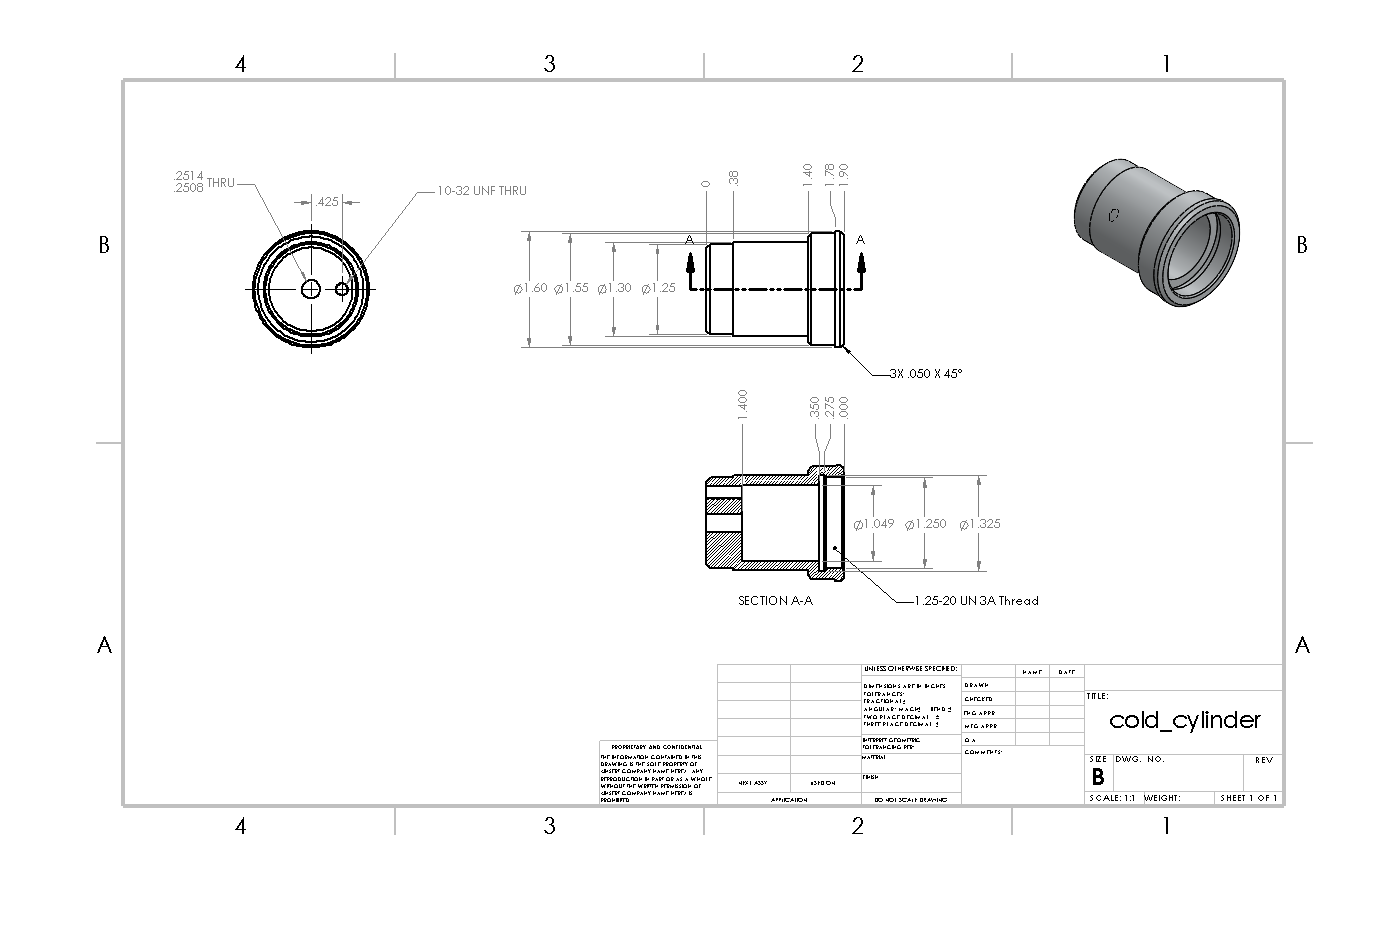 4
3
2
1
B
B
A
A
.2514
.2508 THRU
.425
10-32 UNF THRU
0
.38
1.40
1.78
1.90
A
A
⌀1.60
⌀1.55
⌀1.30
⌀1.25
3X .050 X 45°
1.400
.350
.275
.000
⌀1.049
⌀1.250
⌀1.325
SECTION A-A
1.25-20 UN 3A Thread
UNLESS OTHERWISE SPECIFIED:
DIMENSIONS ARE IN INCHES
TOLERANCES:
FRACTIONAL ±
ANGULAR: MACH ± BEND ±
TWO PLACE DECIMAL ±
THREE PLACE DECIMAL ±
INTERPRET GEOMETRIC
TOLERANCING PER:
MATERIAL
FINISH
DO NOT SCALE DRAWING
NAME
DATE
DRAWN
CHECKED
ENG APPR.
MFG APPR.
Q.A.
COMMENTS:
PROPRIETARY AND CONFIDENTIAL
THE INFORMATION CONTAINED IN THIS
DRAWING IS THE SOLE PROPERTY OF
<INSERT COMPANY NAME HERE>. ANY
REPRODUCTION IN PART OR AS A WHOLE
WITHOUT THE WRITTEN PERMISSION OF
<INSERT COMPANY NAME HERE> IS
PROHIBITED.
NEXT ASSY
USED ON
APPLICATION
TITLE:
cold_cylinder
SIZE
B
DWG. NO.
REV
SCALE: 1:1
WEIGHT:
SHEET 1 OF 1
4
3
2
1